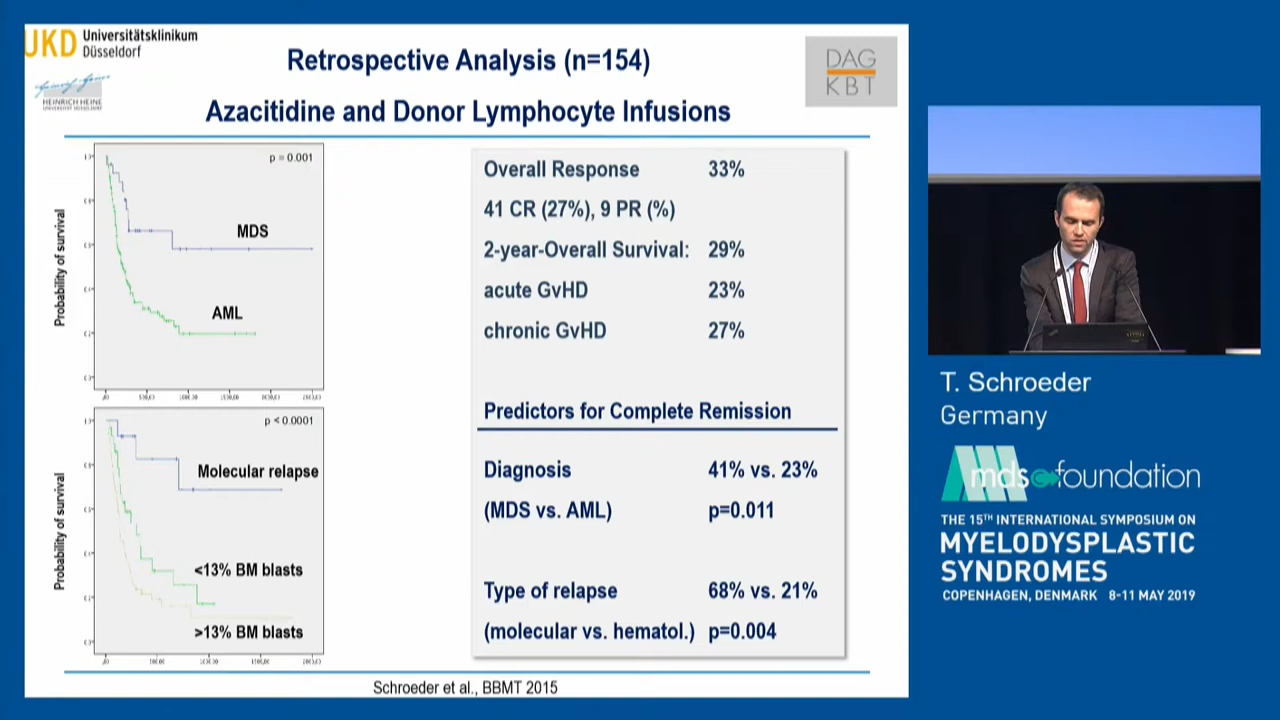 UKD Universitätsklinikum
Düsseldorf
HEINRICH HEINE
UNIVERSITÄT DÜSSELDORF
DAG
KBT
Retrospective Analysis (n=154)
Azacitidine and Donor Lymphocyte Infusions
p = 0.001
MDS
AML
Probability of survival
p < 0.0001
Molecular relapse
<13% BM blasts
>13% BM blasts
Probability of survival
Overall Response 33%
41 CR (27%), 9 PR (%)
2-year-Overall Survival: 29%
acute GvHD 23%
chronic GvHD 27%
Predictors for Complete Remission
Diagnosis 41% vs. 23%
(MDS vs. AML) p=0.011
Type of relapse 68% vs. 21%
(molecular vs. hematol.) p=0.004
Schroeder et al., BBMT 2015
T. Schroeder
Germany
mds foundation
THE 15TH INTERNATIONAL SYMPOSIUM ON
MYELODYSPLASTIC
SYNDROMES
COPENHAGEN, DENMARK 8-11 MAY 2019